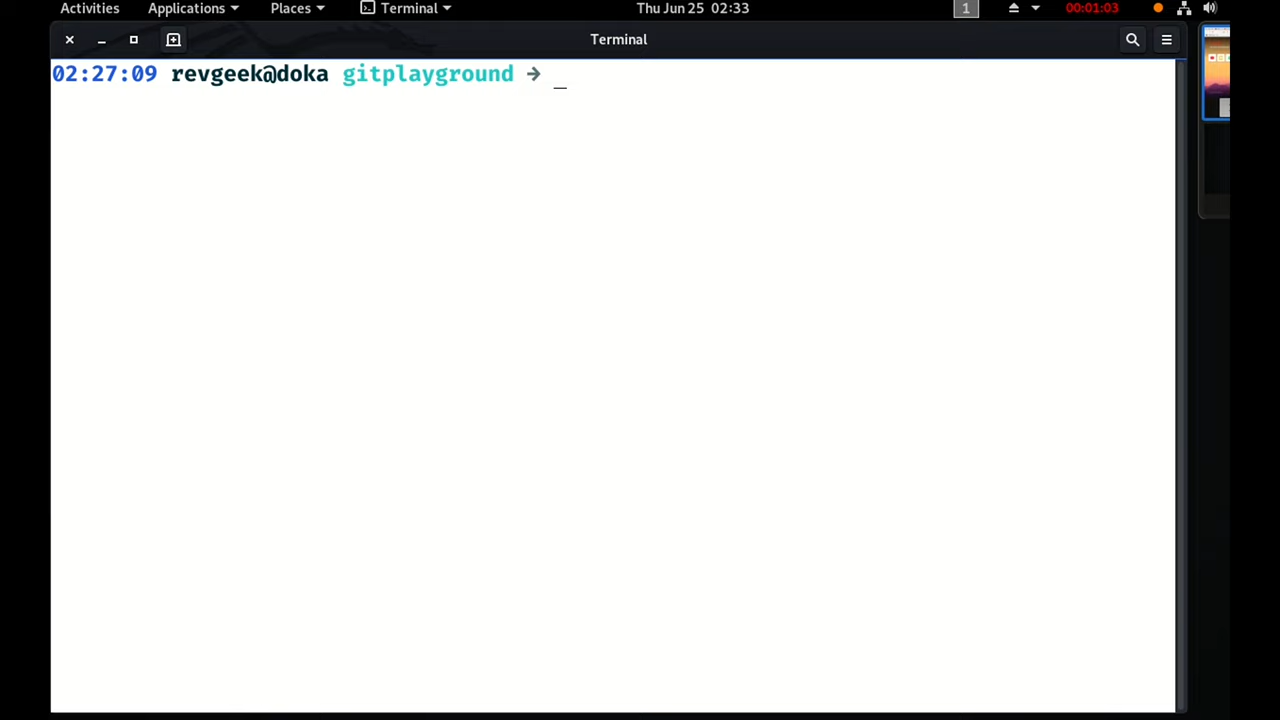 Activities Applications Places Terminal Thu Jun 25 02:33 1 00:01:03
Terminal
02:27:09 revgeek@doka gitplayground → _